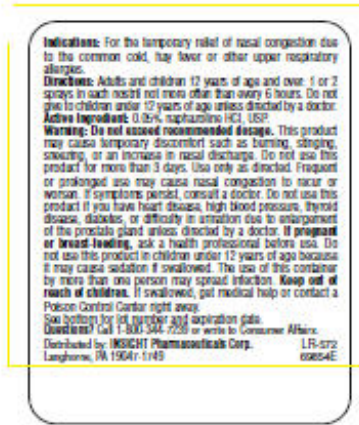 Indications: For the temporary relief of nasal congestion due
to the common cold, hay fever or other upper respiratory
allergies.
Directions: Adults and children 12 years of age and over: 1 or 2
sprays in each nostril not more often than every 6 hours. Do not
give to children under 12 years of age unless directed by a doctor.
Active Ingredient: 0.05% naphazoline HCl, USP.
Warning: Do not exceed recommended dosage. This product
may cause temporary discomfort such as burning, stinging,
sneezing, or an increase in nasal discharge. Do not use this
product for more than 3 days. Use only as directed. Frequent
or prolonged use may cause nasal congestion to recur or
worsen. If symptoms persist, consult a doctor. Do not use this
product if you have heart disease, high blood pressure, thyroid
disease, diabetes, or difficulty in urination due to enlargement
of the prostate gland unless directed by a doctor. If pregnant
or breast-feeding, ask a health professional before use. Do
not use this product in children under 12 years of age because
it may cause sedation if swallowed. The use of this container
by more than one person may spread infection. Keep out of
reach of children. If swallowed, get medical help or contact a
Poison Control Center right away.
See bottom for lot number and expiration date.
Questions? Call 1-800-344-7239 or write to Consumer Affairs.
Distributed by: INSIGHT Pharmaceuticals Corp. LR-572
Langhorne, PA 19047-1749 69854E